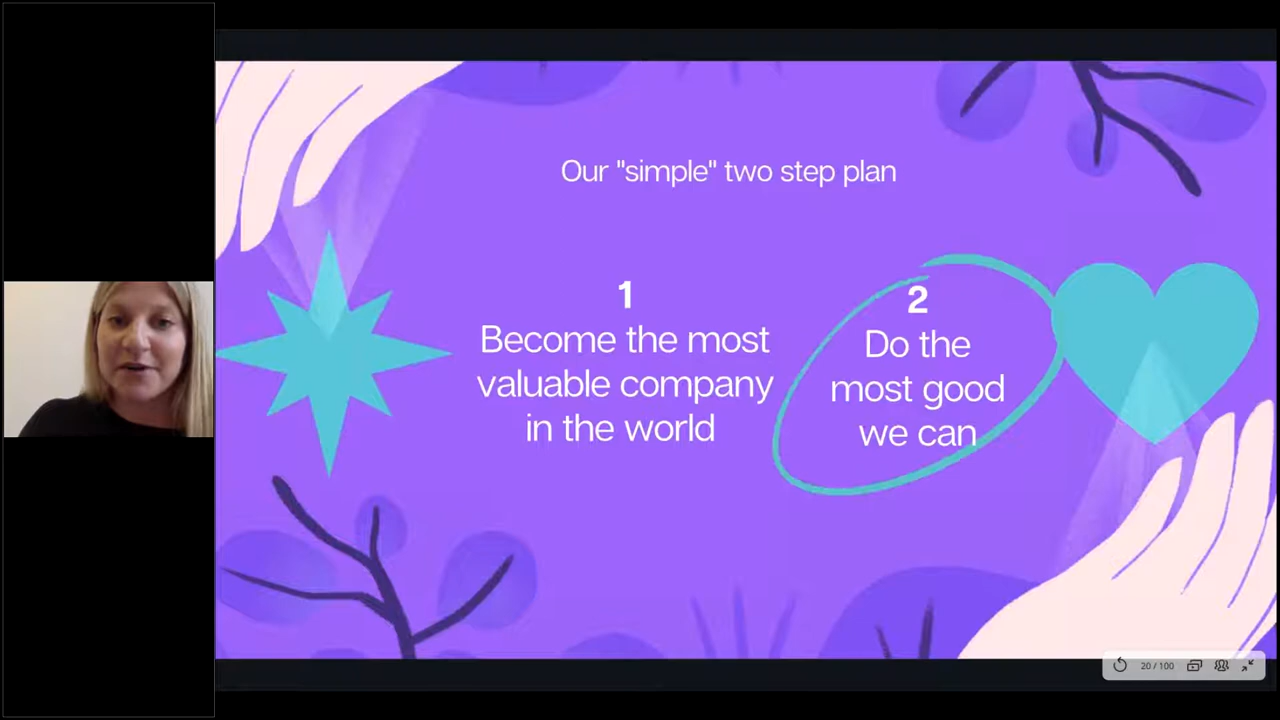 Our "simple" two step plan
1
Become the most
valuable company
in the world
2
Do the
most good
we can
20 / 100